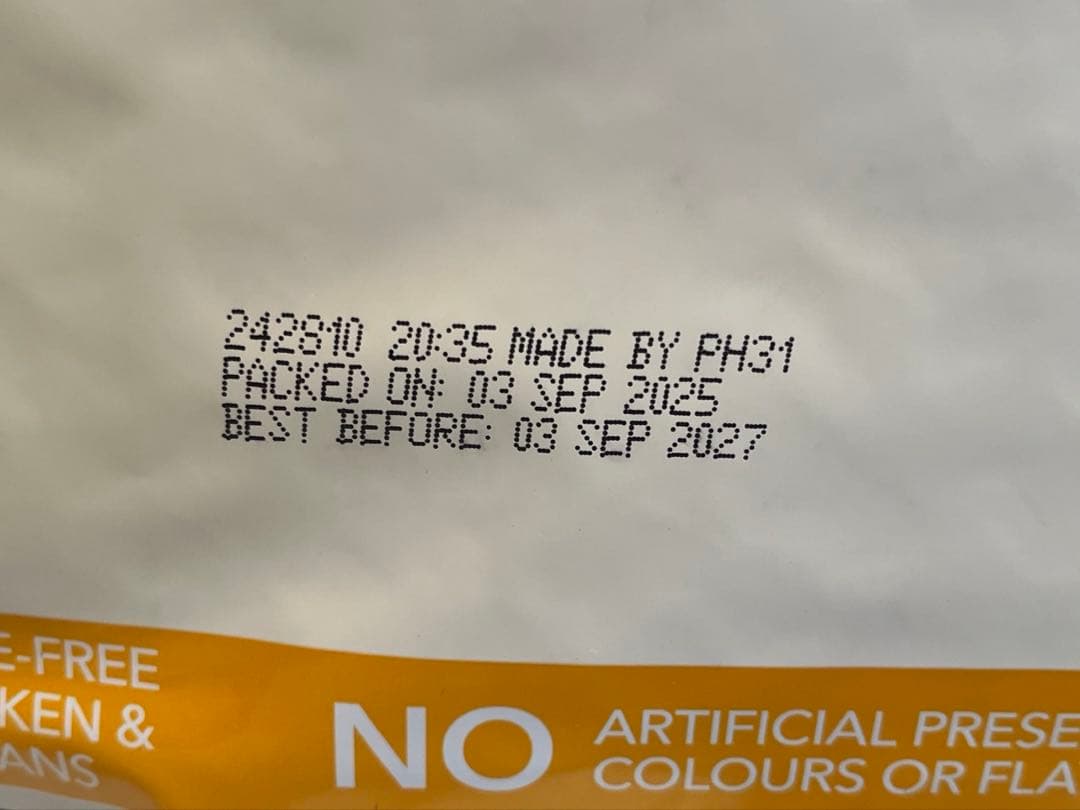 242810 20:35 MADE BY PH31
PACKED ON: 03 SEP 2025
BEST BEFORE: 03 SEP 2027
E-FREE
KEN &
ANS
NO
ARTIFICIAL PRESE
COLOURS OR FLA